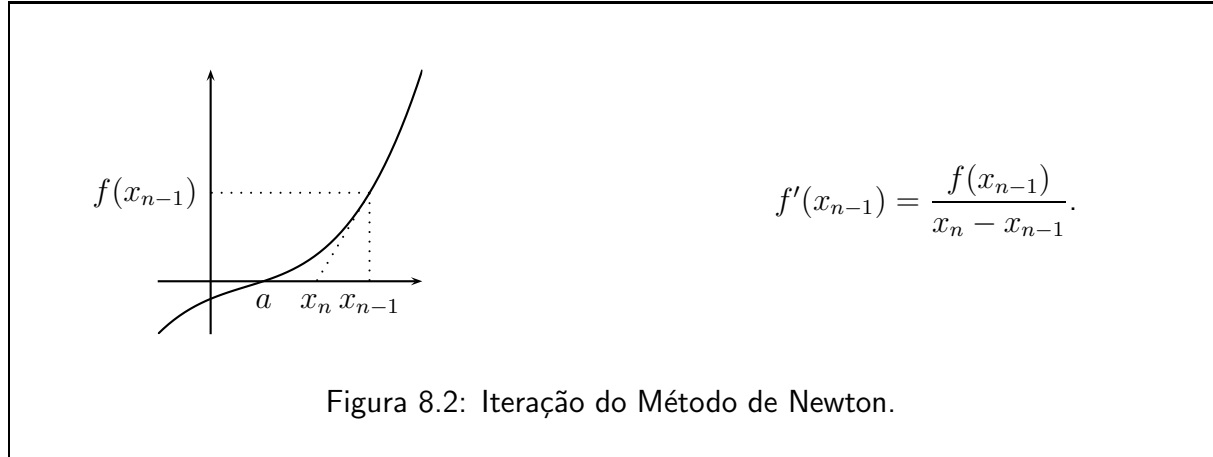 f(x_{n-1})
a x_n x_{n-1}
f'(x_{n-1}) = \frac{f(x_{n-1})}{x_n - x_{n-1}}.
Figura 8.2: Iteração do Método de Newton.